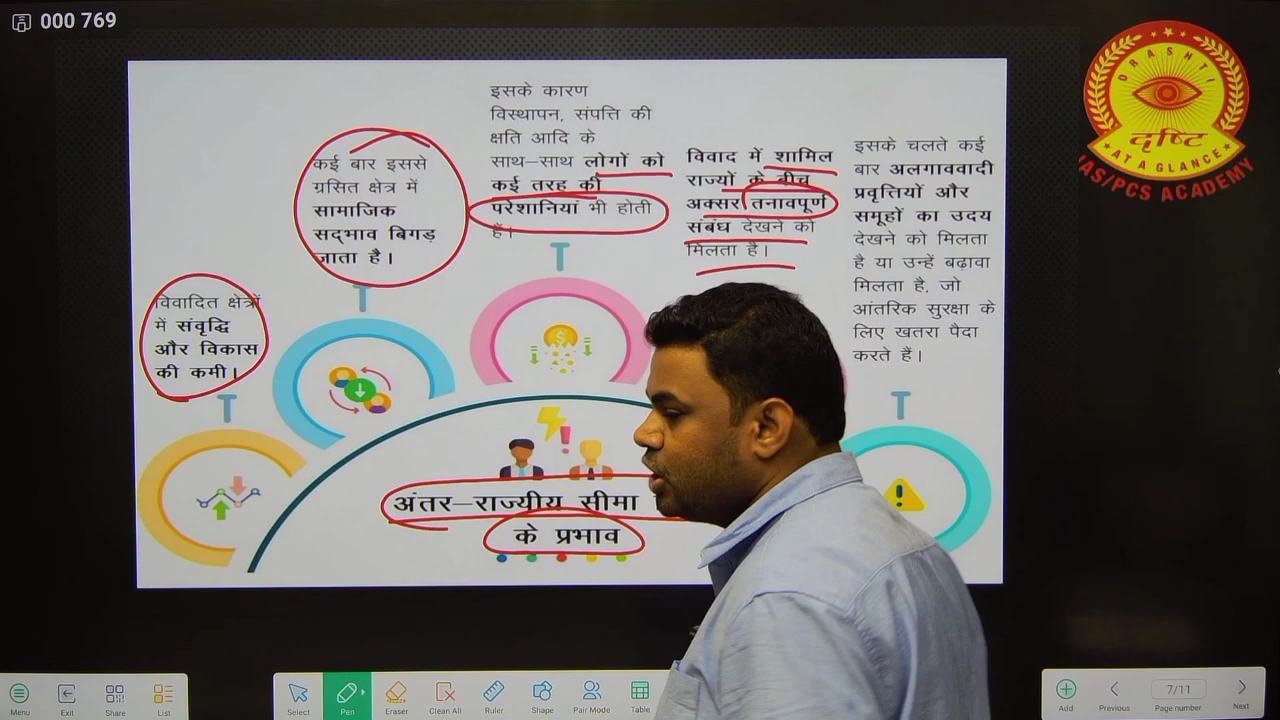 000 769
DRASHTI
दृष्टि
AT A GLANCE
IAS/PCS ACADEMY
विवादित क्षेत्रों
में संवृद्धि
और विकास
की कमी।
कई बार इससे
ग्रसित क्षेत्र में
सामाजिक
सद्भाव बिगड़
जाता है।
इसके कारण
विस्थापन, संपत्ति की
क्षति आदि के
साथ–साथ लोगों को
कई तरह की
परेशानियां भी होती
हैं।
विवाद में शामिल
राज्यों के बीच
अक्सर तनावपूर्ण
संबंघ देखने को
मिलता है।
इसके चलते कई
बार अलगाववादी
प्रवृत्तियों और
समूहों का उदय
देखने को मिलता
है या उन्हें बढ़ावा
मिलता है, जो
आंतरिक सुरक्षा के
लिए खतरा पैदा
करते हैं।
अंतर–राज्यीय सीमा
के प्रभाव
Menu
Exit
Share
List
Select
Pen
Eraser
Clean All
Ruler
Shape
Pair Mode
Table
Add
Previous
7/11
Page number
Next